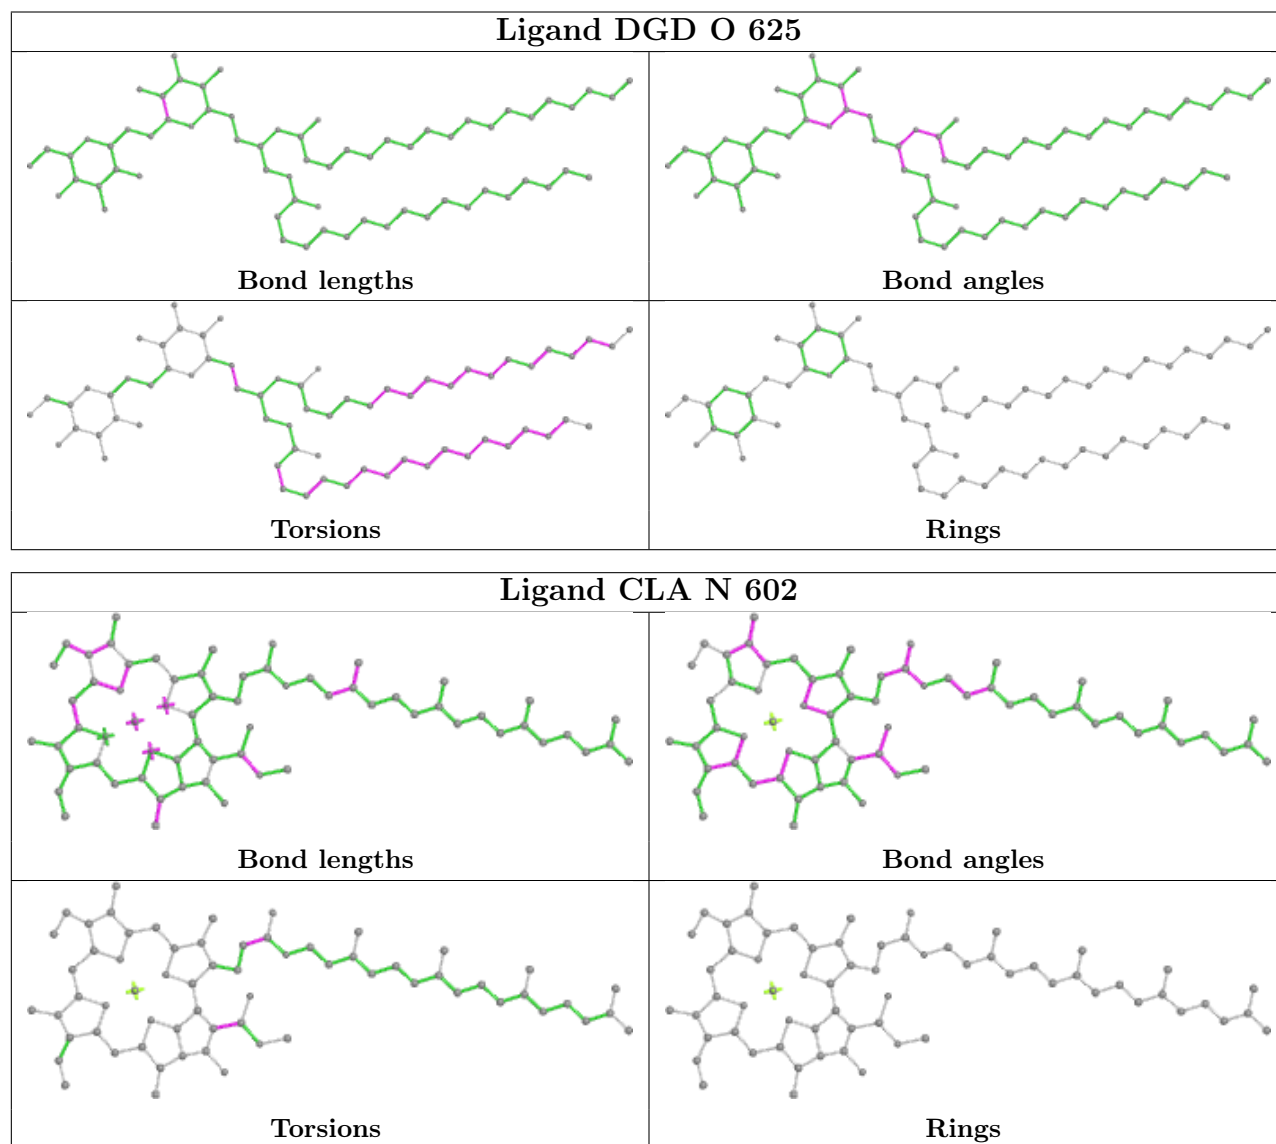 Ligand DGD O 625
Bond lengths
Bond angles
Torsions
Rings
Ligand CLA N 602
Bond lengths
Bond angles
Torsions
Rings